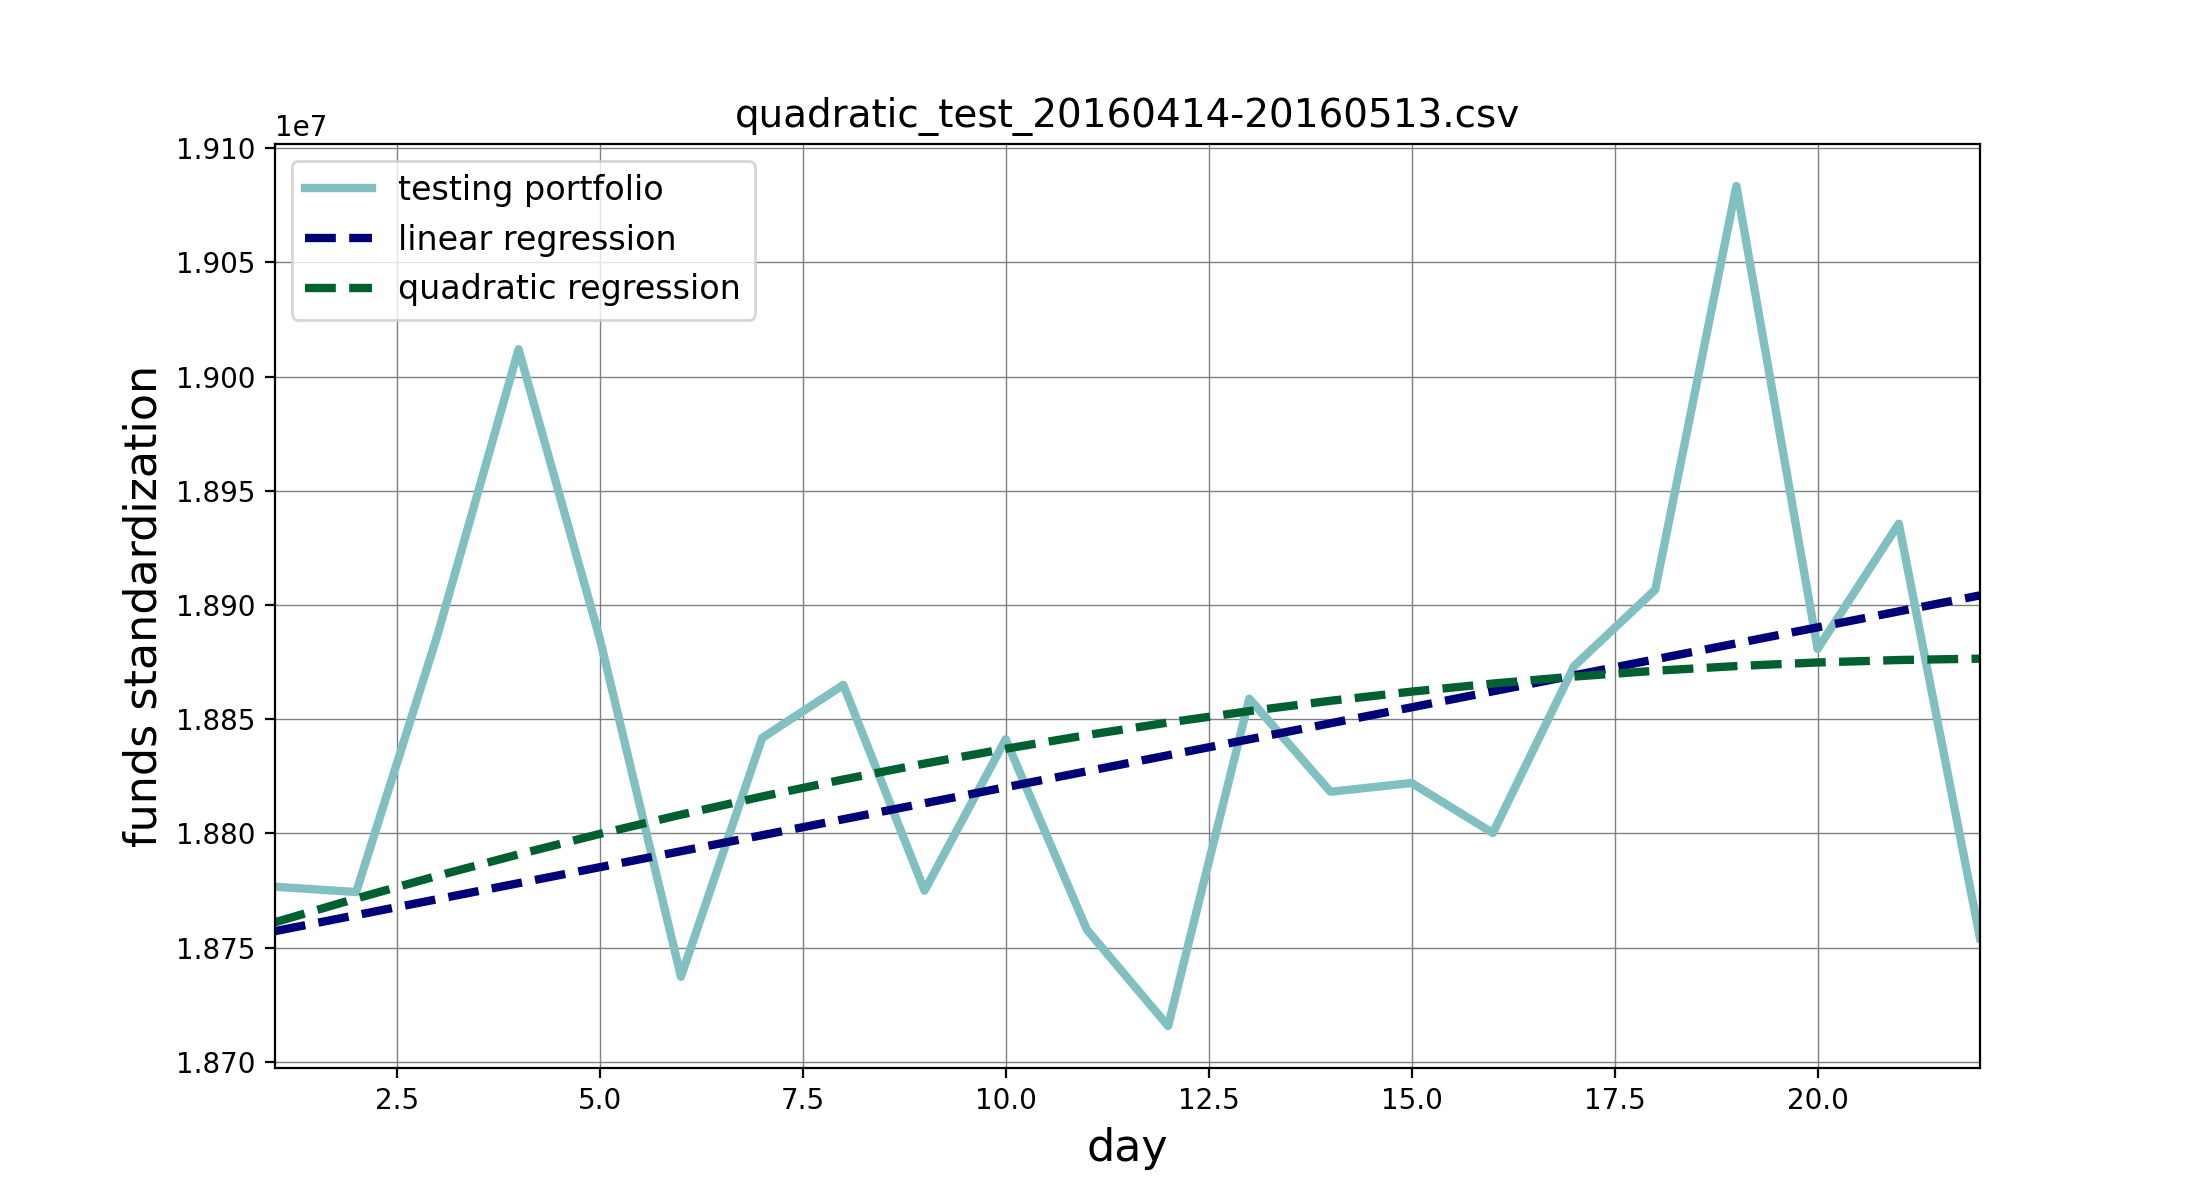 quadratic_test_20160414-20160513.csv
1e7
1.910
1.905
1.900
1.895
1.890
1.885
1.880
1.875
1.870
funds standardization
testing portfolio
linear regression
quadratic regression
2.5 5.0 7.5 10.0 12.5 15.0 17.5 20.0
day